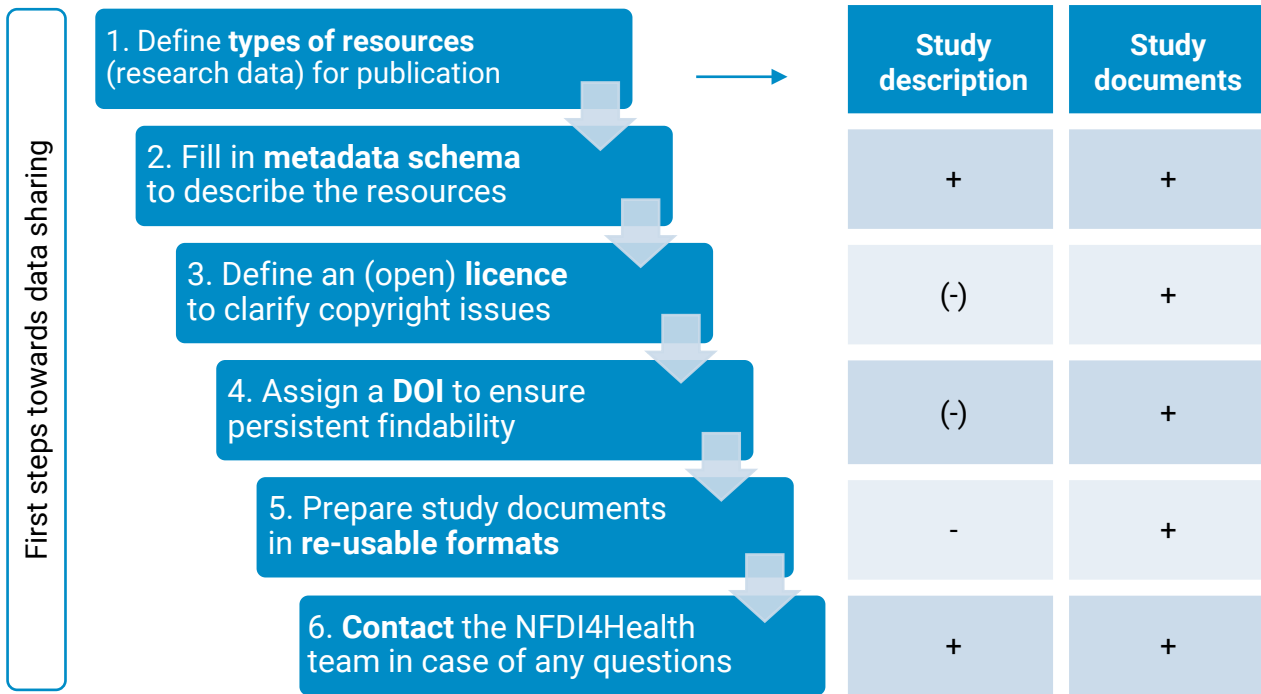 First steps towards data sharing
1. Define types of resources
(research data) for publication
Study
description
Study
documents
2. Fill in metadata schema
to describe the resources
+
+
3. Define an (open) licence
to clarify copyright issues
(-)
+
4. Assign a DOI to ensure
persistent findability
(-)
+
5. Prepare study documents
in re-usable formats
-
+
6. Contact the NFDI4Health
team in case of any questions
+
+